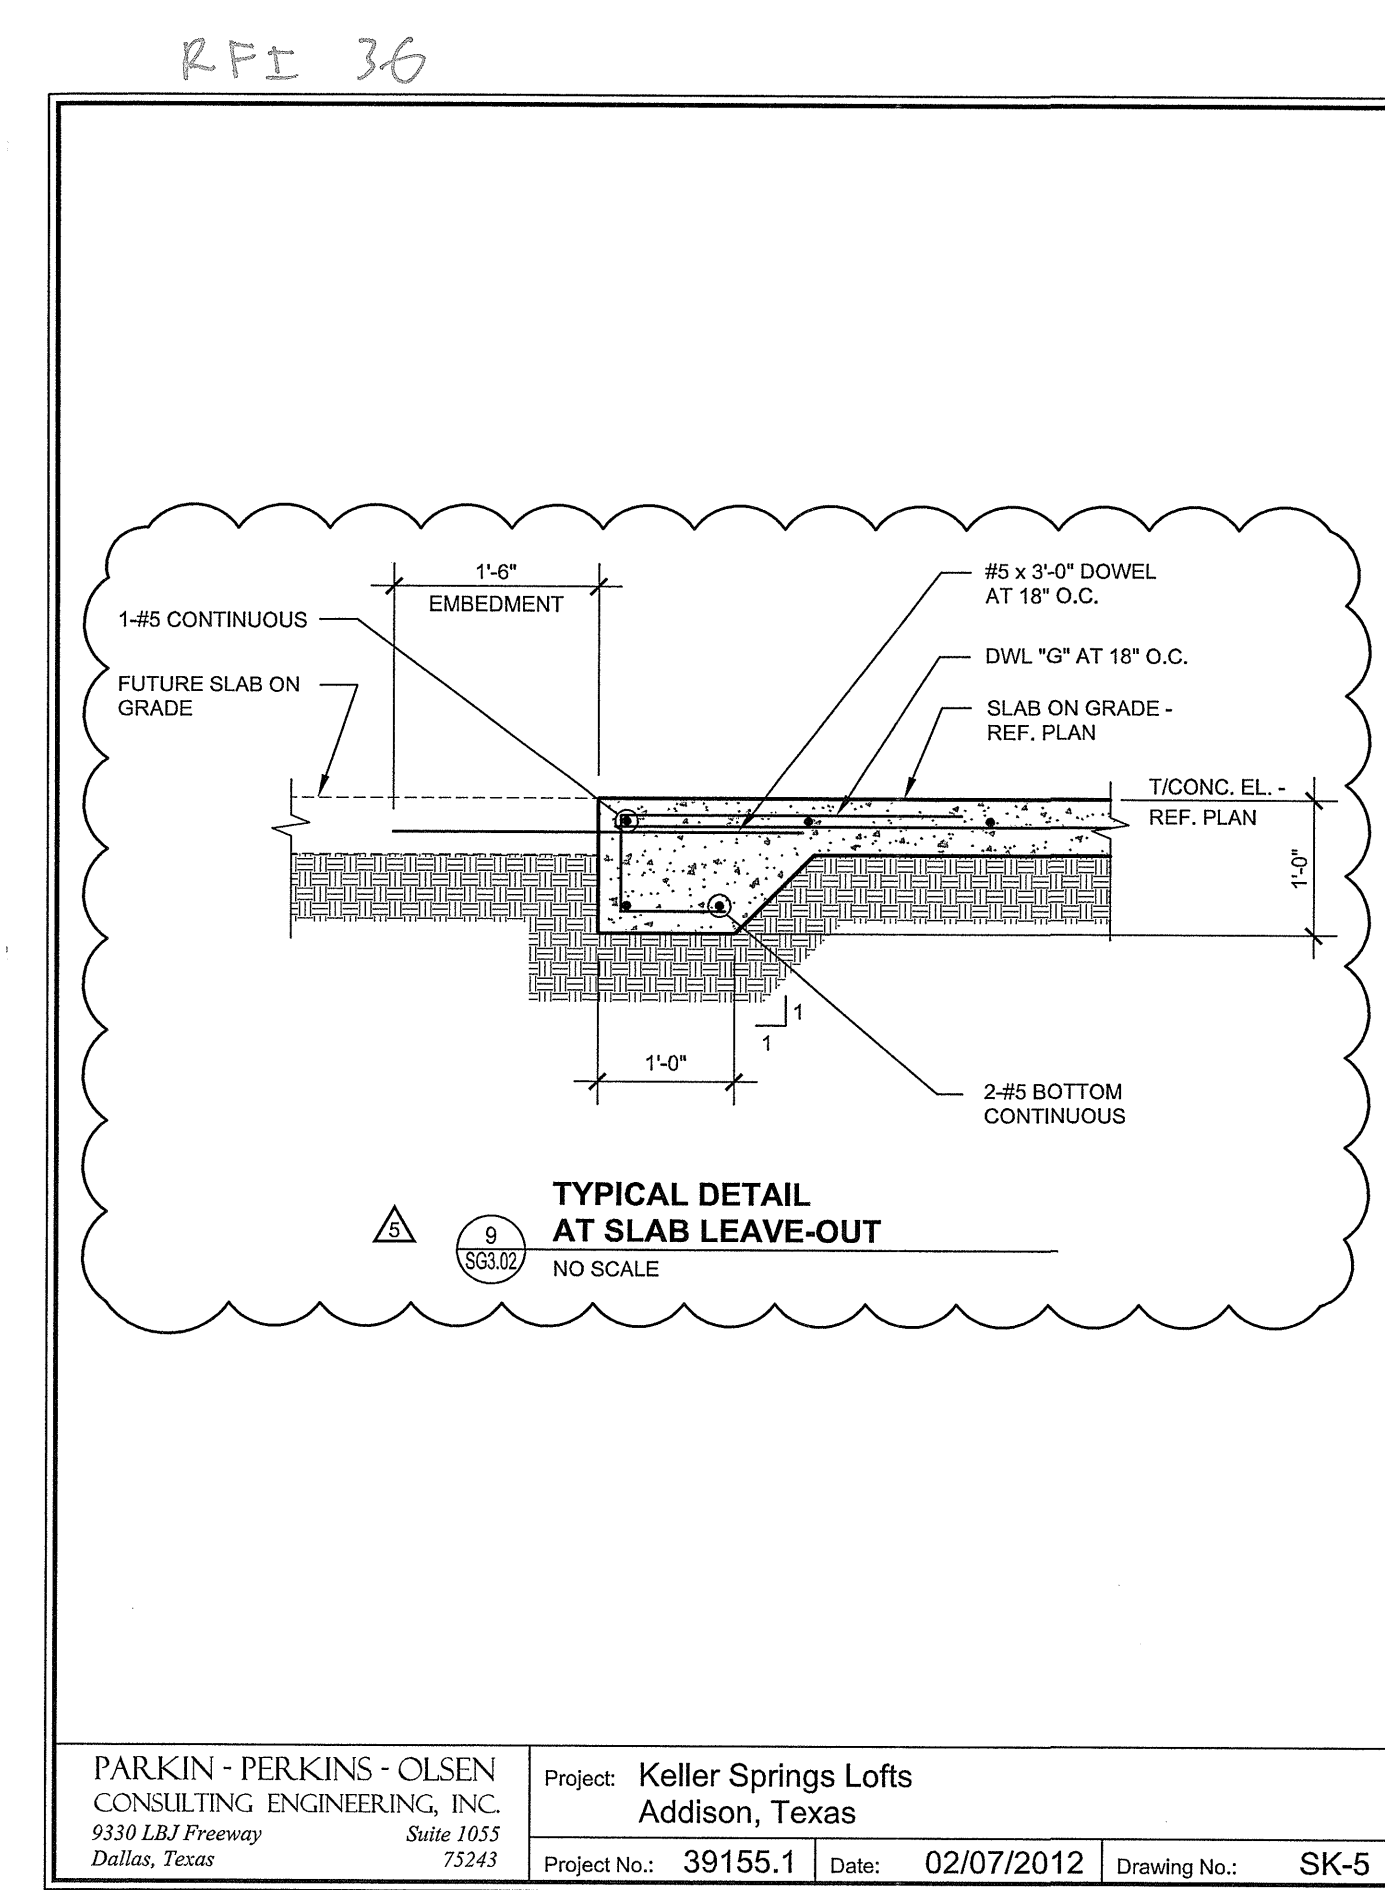 RFI 36
1'-6"
EMBEDMENT
#5 x 3'-0" DOWEL
AT 18" O.C.
1-#5 CONTINUOUS
DWL "G" AT 18" O.C.
FUTURE SLAB ON
GRADE
SLAB ON GRADE -
REF. PLAN
T/CONC. EL. -
REF. PLAN
1'-0"
1
1
1'-0"
2-#5 BOTTOM
CONTINUOUS
TYPICAL DETAIL
AT SLAB LEAVE-OUT
5
9
SG3.02
NO SCALE
PARKIN - PERKINS - OLSEN
CONSULTING ENGINEERING, INC.
9330 LBJ Freeway Suite 1055
Dallas, Texas 75243
Project: Keller Springs Lofts
Addison, Texas
Project No.: 39155.1 Date: 02/07/2012 Drawing No.: SK-5